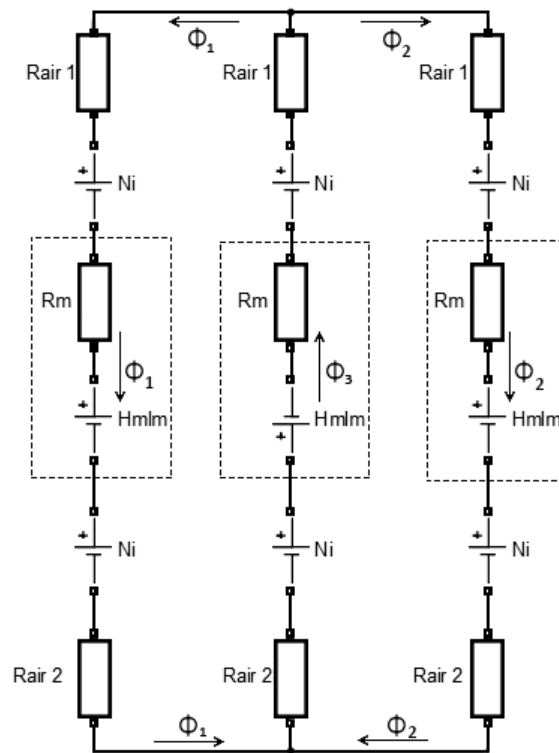 Φ₁ Φ₂
Rair 1 Rair 1 Rair 1
+ Ni + Ni + Ni
Rm Rm Rm
Φ₁ Φ₃ Φ₂
+ Hmlm + Hmlm + Hmlm
+ Ni + Ni + Ni
Rair 2 Rair 2 Rair 2
Φ₁ Φ₂